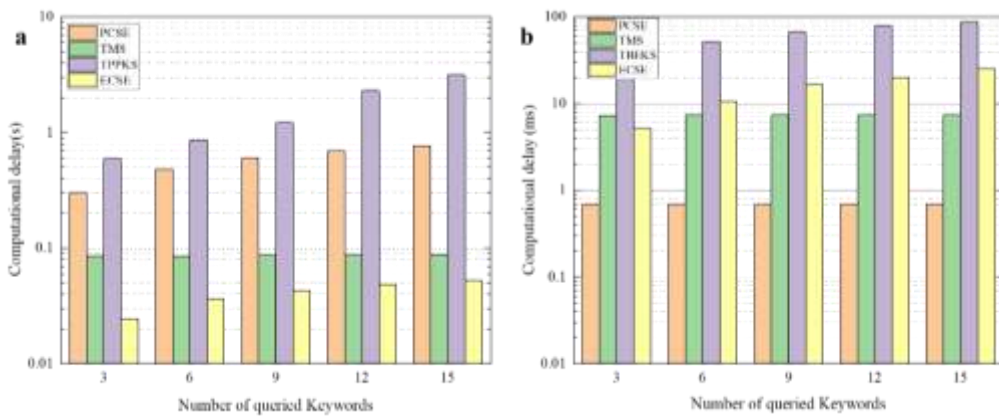 a
PCSE
TMS
TPPKS
ECSE
10
1
0.1
0.01
Computational delay(s)
3 6 9 12 15
Number of queried Keywords
b
PCSE
TMS
ECSE
100
10
1
0.1
0.01
Computational delay (ms)
3 6 9 12 15
Number of queried Keywords